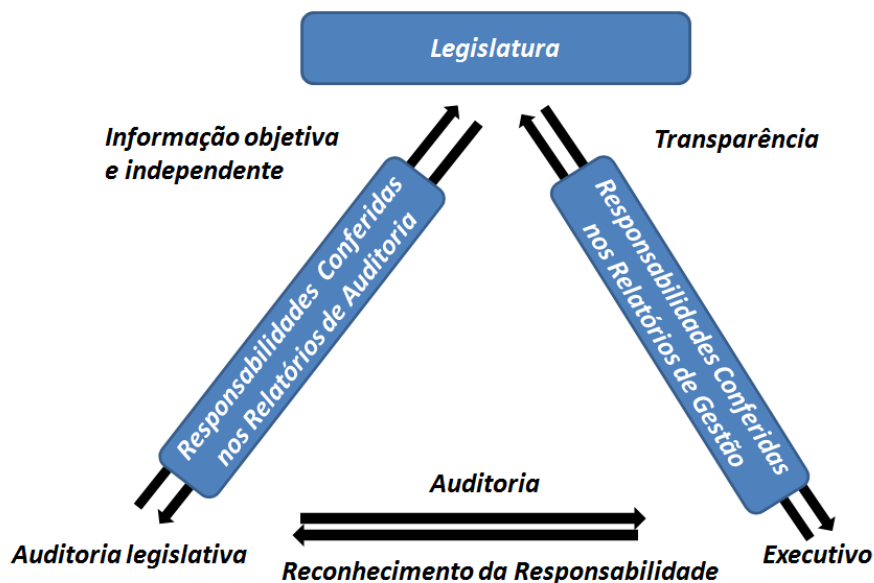 Legislatura
Informação objetiva
e independente
Transparência
Responsabilidades Conferidas
nos Relatórios de Auditoria
Responsabilidades Conferidas
nos Relatórios de Gestão
Auditoria
Auditoria legislativa
Reconhecimento da Responsabilidade
Executivo